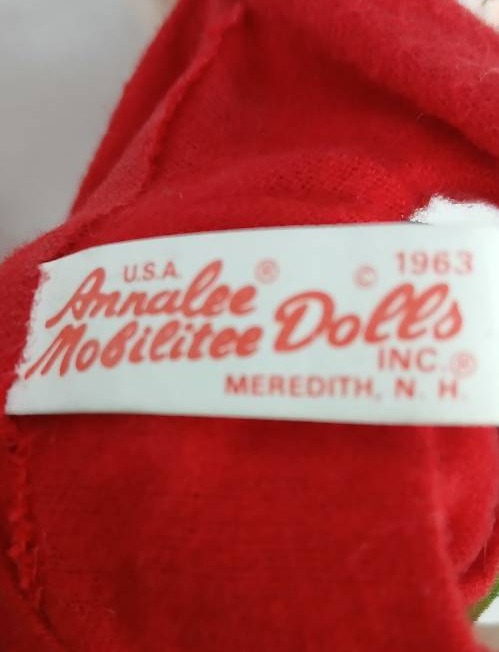 U.S.A. © 1963
Annalee ®
Mobilitee Dolls
INC.®
MEREDITH, N. H.